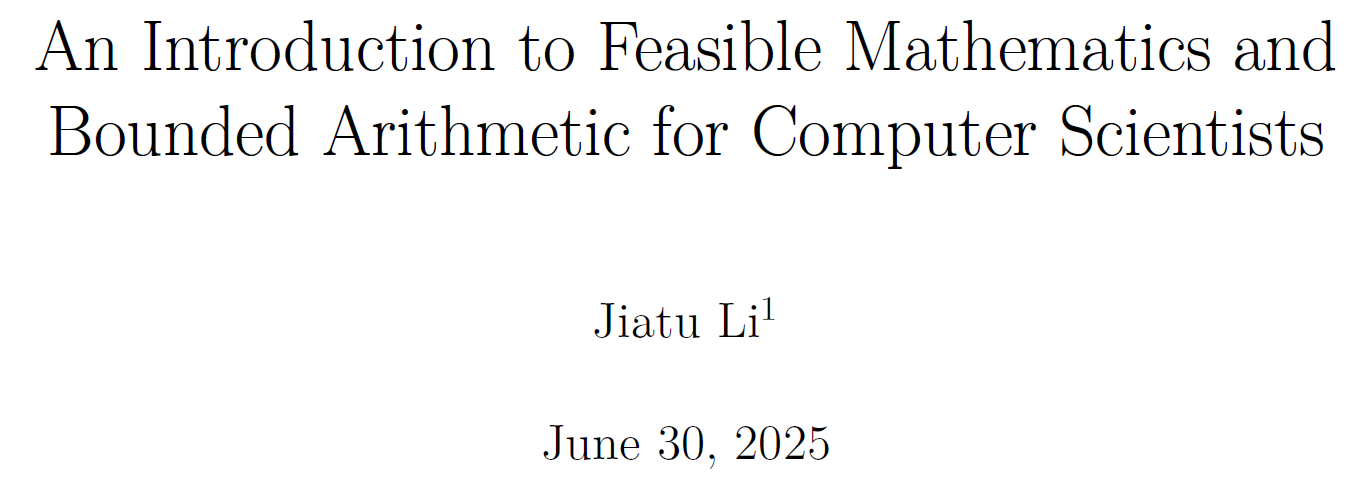 An Introduction to Feasible Mathematics and
Bounded Arithmetic for Computer Scientists
Jiatu Li¹
June 30, 2025